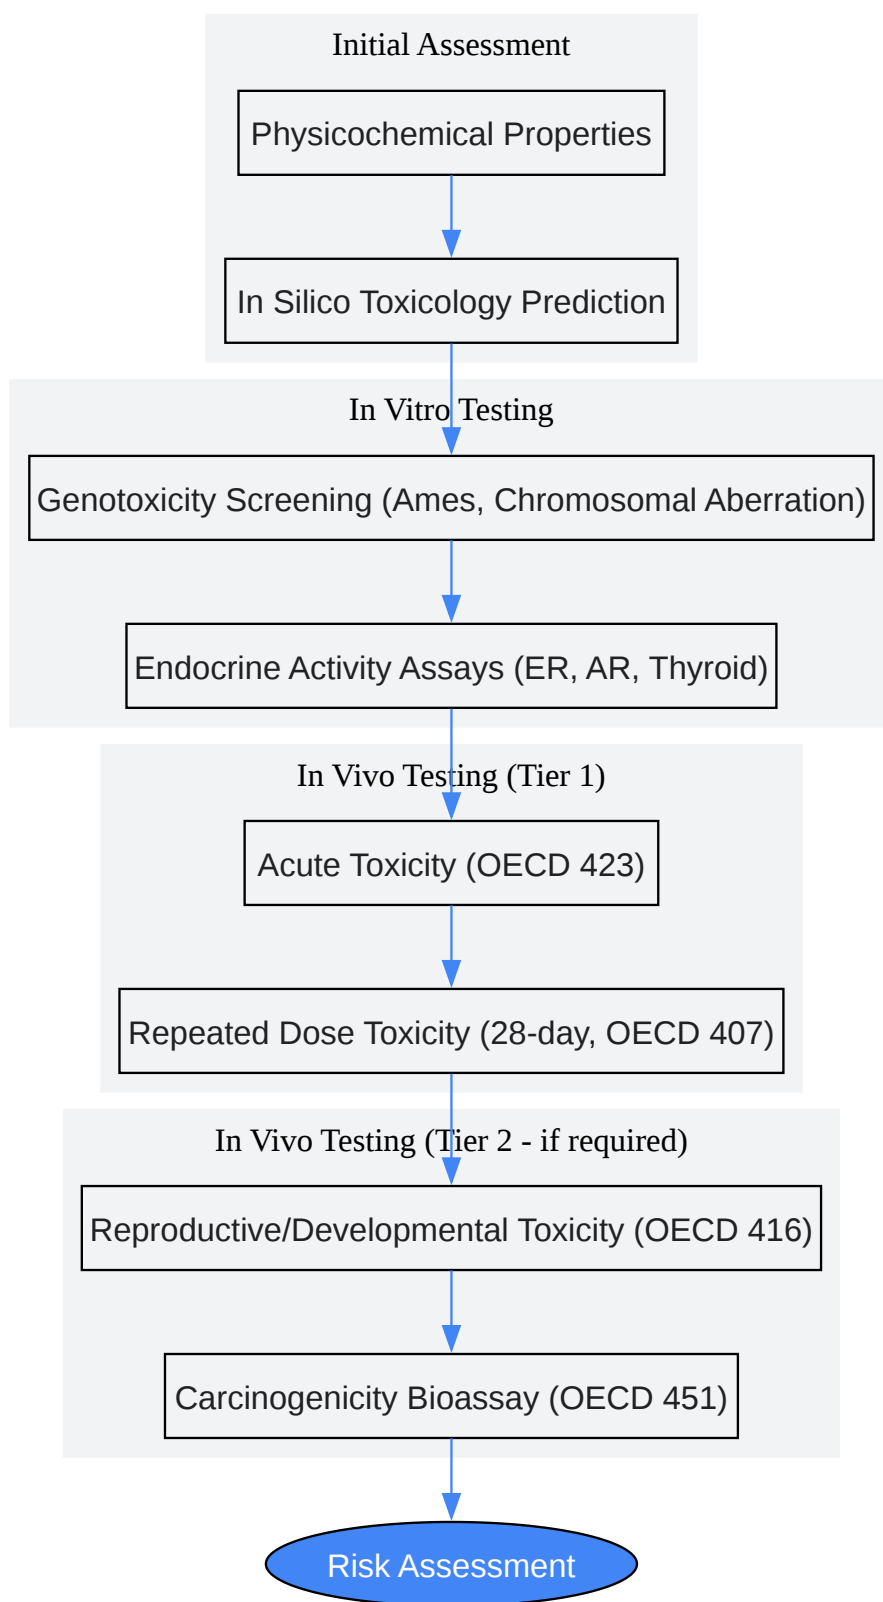 Initial Assessment
Physicochemical Properties
In Silico Toxicology Prediction
In Vitro Testing
Genotoxicity Screening (Ames, Chromosomal Aberration)
Endocrine Activity Assays (ER, AR, Thyroid)
In Vivo Testing (Tier 1)
Acute Toxicity (OECD 423)
Repeated Dose Toxicity (28-day, OECD 407)
In Vivo Testing (Tier 2 - if required)
Reproductive/Developmental Toxicity (OECD 416)
Carcinogenicity Bioassay (OECD 451)
Risk Assessment